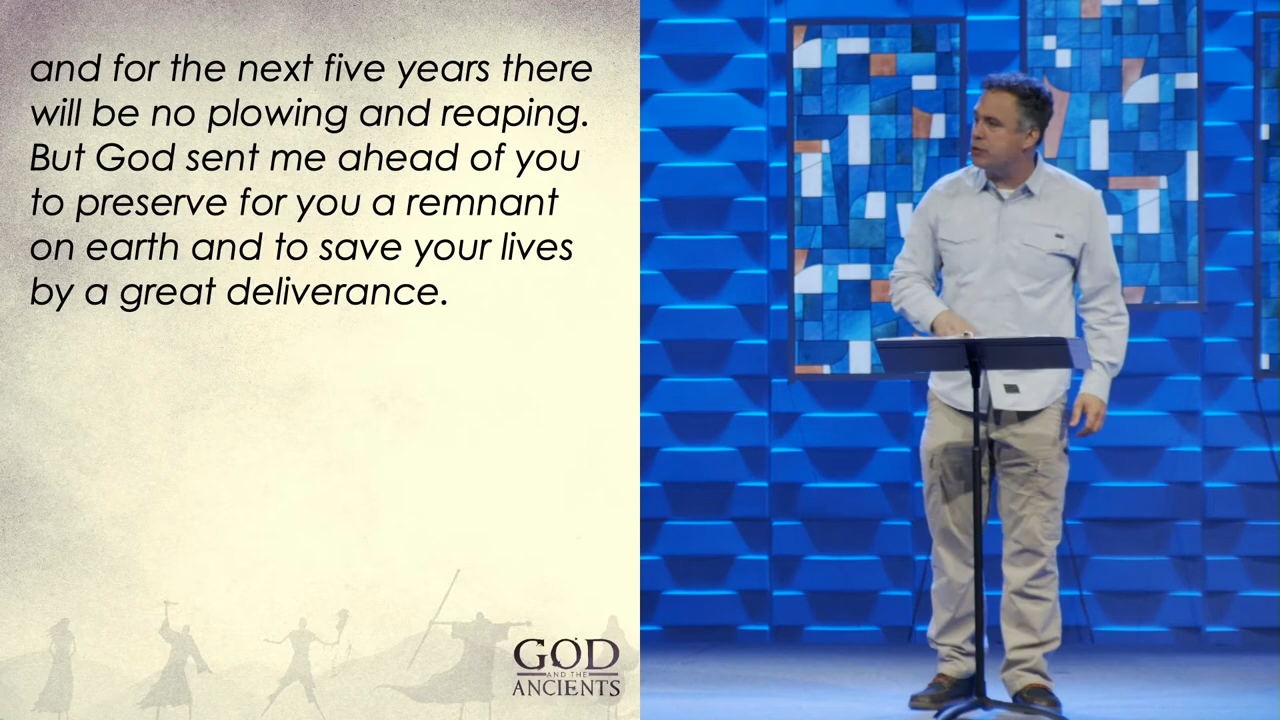 and for the next five years there
will be no plowing and reaping.
But God sent me ahead of you
to preserve for you a remnant
on earth and to save your lives
by a great deliverance.
GOD
AND THE
ANCIENTS